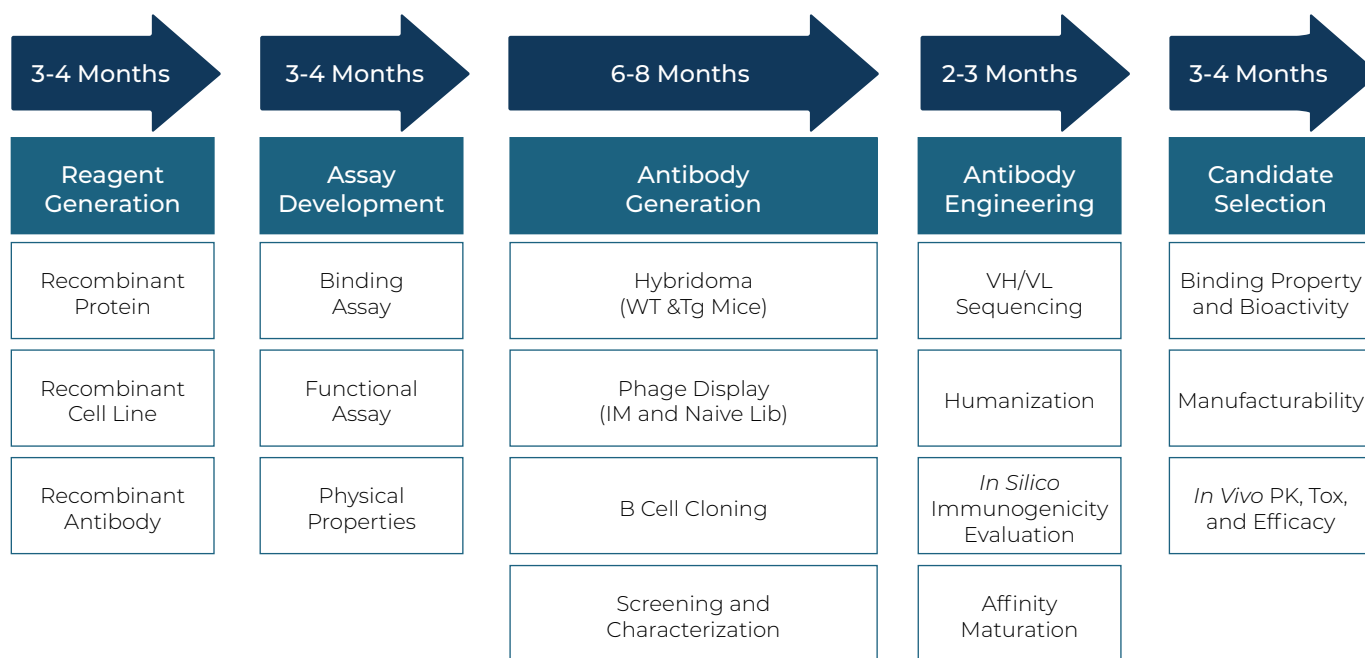 3-4 Months
3-4 Months
6-8 Months
2-3 Months
3-4 Months
Reagent
Generation
Assay
Development
Antibody
Generation
Antibody
Engineering
Candidate
Selection
Recombinant
Protein
Binding
Assay
Hybridoma
(WT &Tg Mice)
VH/VL
Sequencing
Binding Property
and Bioactivity
Recombinant
Cell Line
Functional
Assay
Phage Display
(IM and Naive Lib)
Humanization
Manufacturability
Recombinant
Antibody
Physical
Properties
B Cell Cloning
In Silico
Immunogenicity
Evaluation
In Vivo PK, Tox,
and Efficacy
Screening and
Characterization
Affinity
Maturation